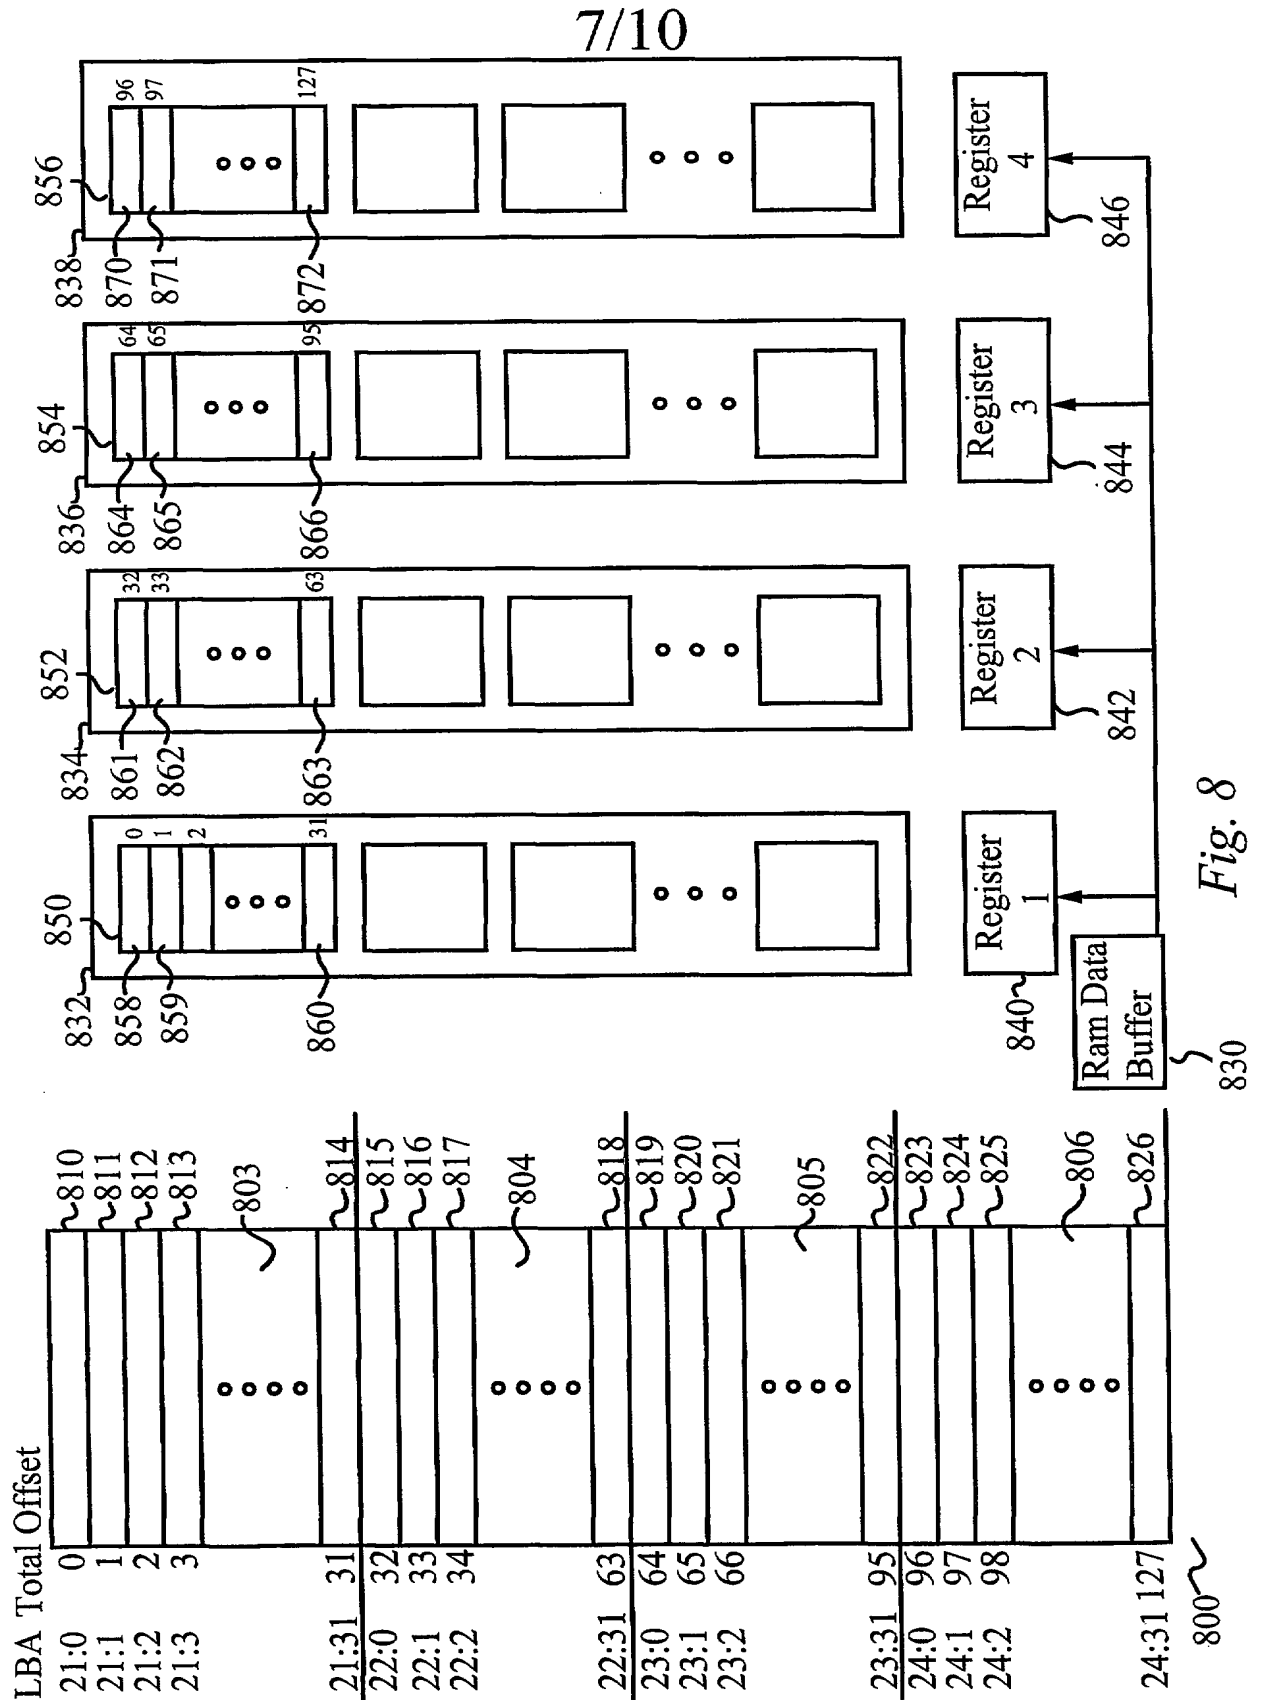 7/10
LBA Total Offset
21:0 0 810
21:1 1 811
21:2 2 812
21:3 3 813
803
21:31 31 814
22:0 32 815
22:1 33 816
22:2 34 817
804
22:31 63 818
23:0 64 819
23:1 65 820
23:2 66 821
805
23:31 95 822
24:0 96 823
24:1 97 824
24:2 98 825
806
24:31 127 826
800
832
850
858 0
859 1
2
860 31
834
852
861 32
862 33
863 63
836
854
864 64
865 65
866 95
838
856
870 96
871 97
872 127
Register
1
840
Register
2
842
Register
3
844
Register
4
846
Ram Data
Buffer
830
Fig. 8